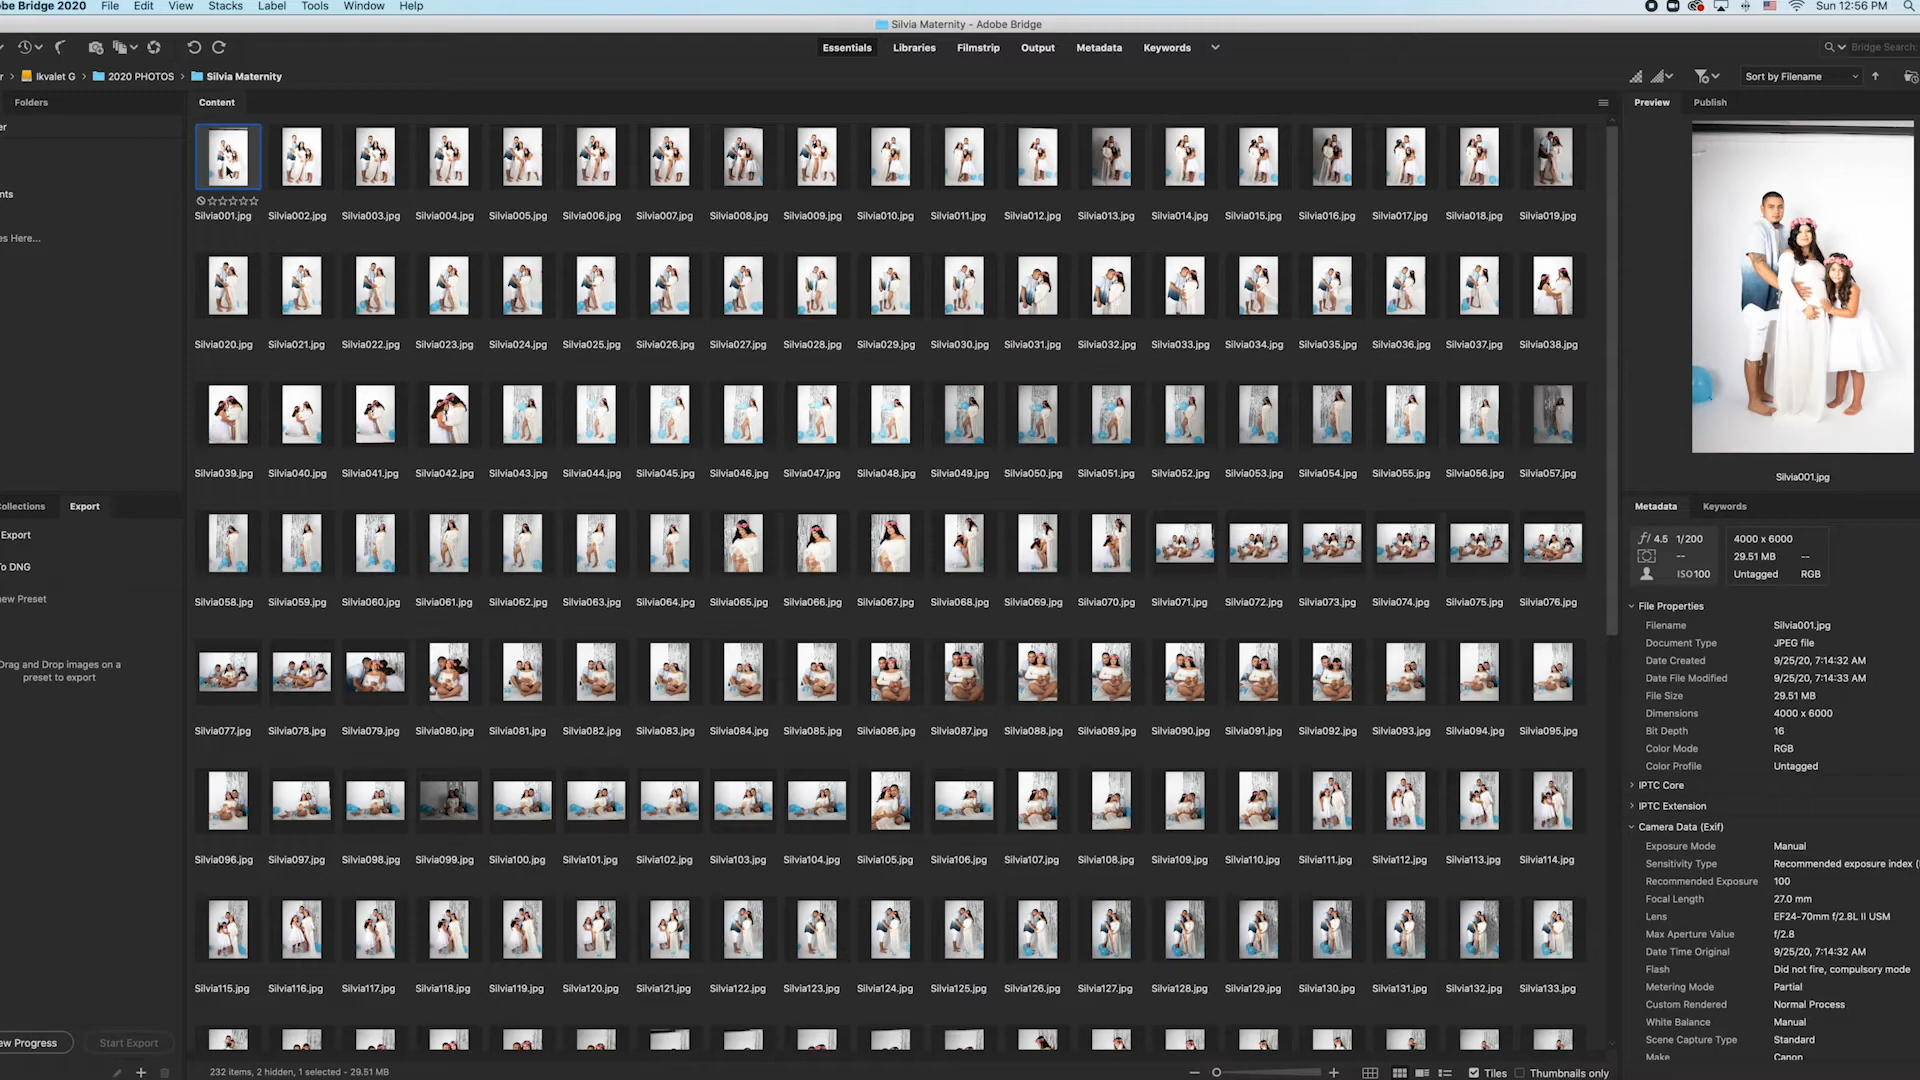 be Bridge 2020 File Edit View Stacks Label Tools Window Help Sun 12:56 PM
Silvia Maternity - Adobe Bridge
Essentials Libraries Filmstrip Output Metadata Keywords Bridge Search:
r > Ikvalet G > 2020 PHOTOS > Silvia Maternity Sort by Filename
Folders
er
nts
es Here...
Collections Export
Export
To DNG
new Preset
Drag and Drop images on a
preset to export
ew Progress Start Export
Content
Silvia001.jpg Silvia002.jpg Silvia003.jpg Silvia004.jpg Silvia005.jpg Silvia006.jpg Silvia007.jpg Silvia008.jpg Silvia009.jpg Silvia010.jpg Silvia011.jpg Silvia012.jpg Silvia013.jpg Silvia014.jpg Silvia015.jpg Silvia016.jpg Silvia017.jpg Silvia018.jpg Silvia019.jpg
Silvia020.jpg Silvia021.jpg Silvia022.jpg Silvia023.jpg Silvia024.jpg Silvia025.jpg Silvia026.jpg Silvia027.jpg Silvia028.jpg Silvia029.jpg Silvia030.jpg Silvia031.jpg Silvia032.jpg Silvia033.jpg Silvia034.jpg Silvia035.jpg Silvia036.jpg Silvia037.jpg Silvia038.jpg
Silvia039.jpg Silvia040.jpg Silvia041.jpg Silvia042.jpg Silvia043.jpg Silvia044.jpg Silvia045.jpg Silvia046.jpg Silvia047.jpg Silvia048.jpg Silvia049.jpg Silvia050.jpg Silvia051.jpg Silvia052.jpg Silvia053.jpg Silvia054.jpg Silvia055.jpg Silvia056.jpg Silvia057.jpg
Silvia058.jpg Silvia059.jpg Silvia060.jpg Silvia061.jpg Silvia062.jpg Silvia063.jpg Silvia064.jpg Silvia065.jpg Silvia066.jpg Silvia067.jpg Silvia068.jpg Silvia069.jpg Silvia070.jpg Silvia071.jpg Silvia072.jpg Silvia073.jpg Silvia074.jpg Silvia075.jpg Silvia076.jpg
Silvia077.jpg Silvia078.jpg Silvia079.jpg Silvia080.jpg Silvia081.jpg Silvia082.jpg Silvia083.jpg Silvia084.jpg Silvia085.jpg Silvia086.jpg Silvia087.jpg Silvia088.jpg Silvia089.jpg Silvia090.jpg Silvia091.jpg Silvia092.jpg Silvia093.jpg Silvia094.jpg Silvia095.jpg
Silvia096.jpg Silvia097.jpg Silvia098.jpg Silvia099.jpg Silvia100.jpg Silvia101.jpg Silvia102.jpg Silvia103.jpg Silvia104.jpg Silvia105.jpg Silvia106.jpg Silvia107.jpg Silvia108.jpg Silvia109.jpg Silvia110.jpg Silvia111.jpg Silvia112.jpg Silvia113.jpg Silvia114.jpg
Silvia115.jpg Silvia116.jpg Silvia117.jpg Silvia118.jpg Silvia119.jpg Silvia120.jpg Silvia121.jpg Silvia122.jpg Silvia123.jpg Silvia124.jpg Silvia125.jpg Silvia126.jpg Silvia127.jpg Silvia128.jpg Silvia129.jpg Silvia130.jpg Silvia131.jpg Silvia132.jpg Silvia133.jpg
232 items, 2 hidden, 1 selected - 29.51 MB Tiles Thumbnails only
Preview Publish
Silvia001.jpg
Metadata Keywords
f/ 4.5 1/200 4000 x 6000
-- 29.51 MB --
ISO100 Untagged RGB
File Properties
Filename Silvia001.jpg
Document Type JPEG file
Date Created 9/25/20, 7:14:32 AM
Date File Modified 9/25/20, 7:14:33 AM
File Size 29.51 MB
Dimensions 4000 x 6000
Bit Depth 16
Color Mode RGB
Color Profile Untagged
IPTC Core
IPTC Extension
Camera Data (Exif)
Exposure Mode Manual
Sensitivity Type Recommended exposure index (
Recommended Exposure 100
Focal Length 27.0 mm
Lens EF24-70mm f/2.8L II USM
Max Aperture Value f/2.8
Date Time Original 9/25/20, 7:14:32 AM
Flash Did not fire, compulsory mode
Metering Mode Partial
Custom Rendered Normal Process
White Balance Manual
Scene Capture Type Standard
Make Canon